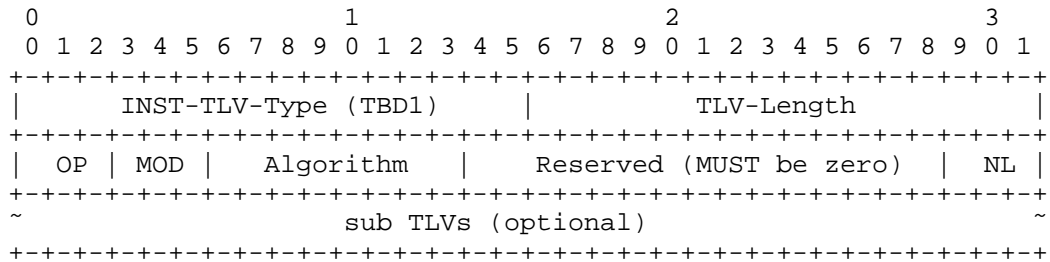 0                   1                   2                   3
 0 1 2 3 4 5 6 7 8 9 0 1 2 3 4 5 6 7 8 9 0 1 2 3 4 5 6 7 8 9 0 1
+-+-+-+-+-+-+-+-+-+-+-+-+-+-+-+-+-+-+-+-+-+-+-+-+-+-+-+-+-+-+-+-+
|      INST-TLV-Type (TBD1)     |          TLV-Length           |
+-+-+-+-+-+-+-+-+-+-+-+-+-+-+-+-+-+-+-+-+-+-+-+-+-+-+-+-+-+-+-+-+
|  OP | MOD |   Algorithm   |    Reserved (MUST be zero)  |  NL |
+-+-+-+-+-+-+-+-+-+-+-+-+-+-+-+-+-+-+-+-+-+-+-+-+-+-+-+-+-+-+-+-+
~                    sub TLVs (optional)                        ~
+-+-+-+-+-+-+-+-+-+-+-+-+-+-+-+-+-+-+-+-+-+-+-+-+-+-+-+-+-+-+-+-+